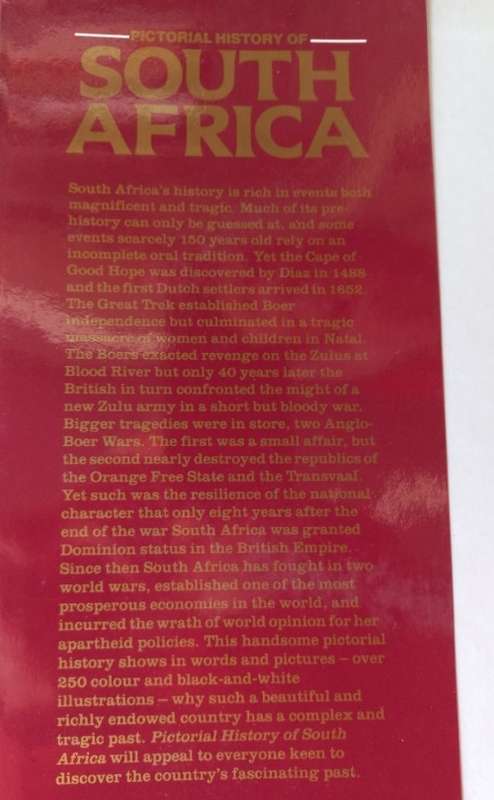 PICTORIAL HISTORY OF
SOUTH
AFRICA
South Africa's history is rich in events both
magnificent and tragic. Much of its pre-
history can only be guessed at, and some
events scarcely 150 years old rely on an
incomplete oral tradition. Yet the Cape of
Good Hope was discovered by Diaz in 1488
and the first Dutch settlers arrived in 1652.
The Great Trek established Boer
independence but culminated in a tragic
massacre of women and children in Natal.
The Boers exacted revenge on the Zulus at
Blood River but only 40 years later the
British in turn confronted the might of a
new Zulu army in a short but bloody war.
Bigger tragedies were in store, two Anglo-
Boer Wars. The first was a small affair, but
the second nearly destroyed the republics of
the Orange Free State and the Transvaal.
Yet such was the resilience of the national
character that only eight years after the
end of the war South Africa was granted
Dominion status in the British Empire.
Since then South Africa has fought in two
world wars, established one of the most
prosperous economies in the world, and
incurred the wrath of world opinion for her
apartheid policies. This handsome pictorial
history shows in words and pictures – over
250 colour and black-and-white
illustrations – why such a beautiful and
richly endowed country has a complex and
tragic past. Pictorial History of South
Africa will appeal to everyone keen to
discover the country's fascinating past.